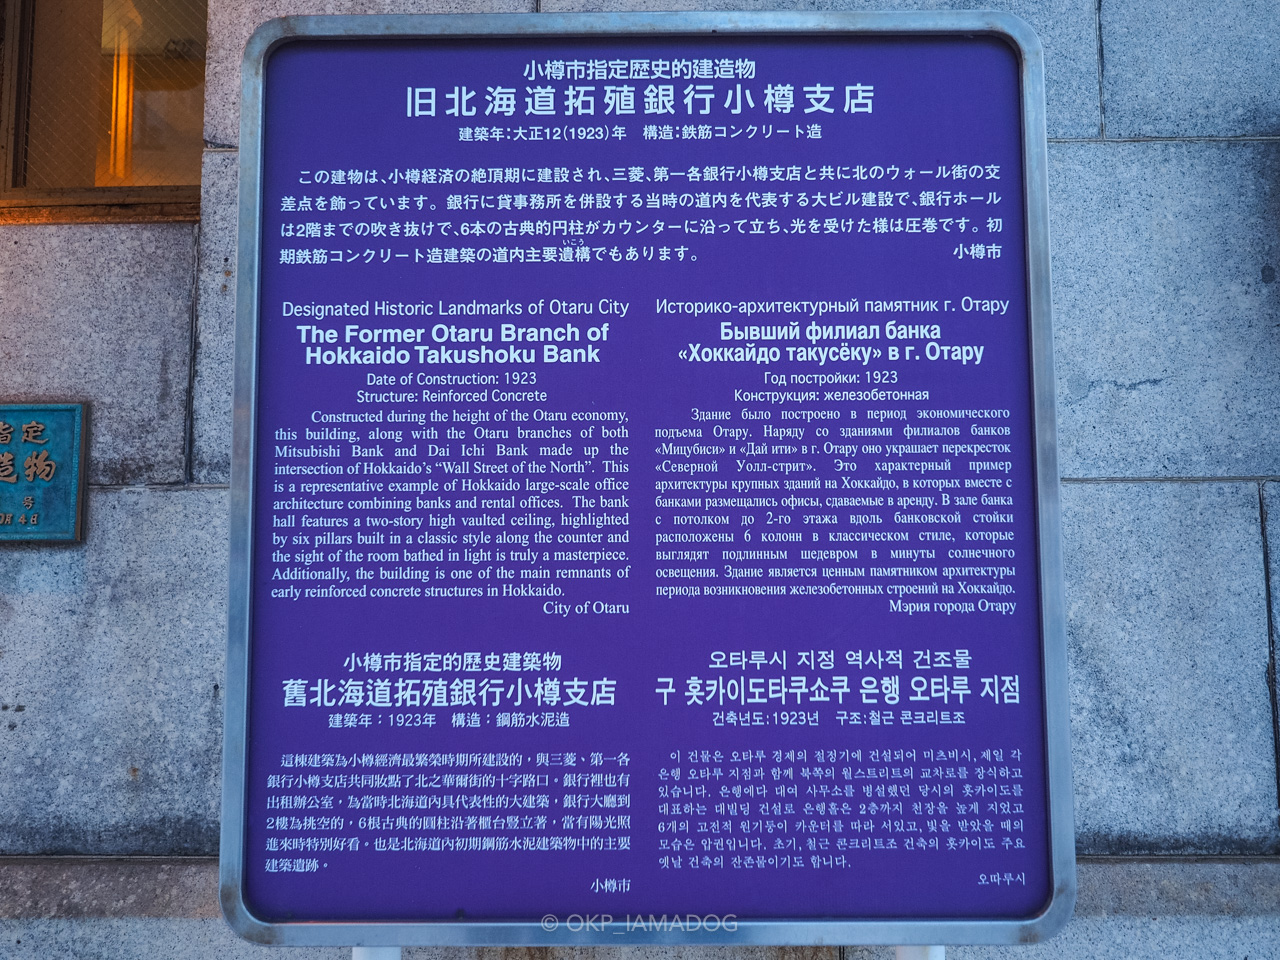 小樽市指定歴史的建造物
旧北海道拓殖銀行小樽支店
建築年:大正12(1923)年 構造:鉄筋コンクリート造
この建物は、小樽経済の絶頂期に建設され、三菱、第一各銀行小樽支店と共に北のウォール街の交
差点を飾っています。銀行に貸事務所を併設する当時の道内を代表する大ビル建設で、銀行ホール
は2階までの吹き抜けで、6本の古典的円柱がカウンターに沿って立ち、光を受けた様は圧巻です。初
いこう
期鉄筋コンクリート造建築の道内主要遺構でもあります。 小樽市
Designated Historic Landmarks of Otaru City
The Former Otaru Branch of
Hokkaido Takushoku Bank
Date of Construction: 1923
Structure: Reinforced Concrete
Constructed during the height of the Otaru economy,
this building, along with the Otaru branches of both
Mitsubishi Bank and Dai Ichi Bank made up the
intersection of Hokkaido's “Wall Street of the North”. This
is a representative example of Hokkaido large-scale office
architecture combining banks and rental offices. The bank
hall features a two-story high vaulted ceiling, highlighted
by six pillars built in a classic style along the counter and
the sight of the room bathed in light is truly a masterpiece.
Additionally, the building is one of the main remnants of
early reinforced concrete structures in Hokkaido.
City of Otaru
Историко-архитектурный памятник г. Отару
Бывший филиал банка
«Хоккайдо такусёку» в г. Отару
Год постройки: 1923
Конструкция: железобетонная
Здание было построено в период экономического
подъема Отару. Наряду со зданиями филиалов банков
«Мицубиси» и «Дай ити» в г. Отару оно украшает перекресток
«Северной Уолл-стрит». Это характерный пример
архитектуры крупных зданий на Хоккайдо, в которых вместе с
банками размещались офисы, сдаваемые в аренду. В зале банка
с потолком до 2-го этажа вдоль банковской стойки
расположены 6 колонн в классическом стиле, которые
выглядят подлинным шедевром в минуты солнечного
освещения. Здание является ценным памятником архитектуры
периода возникновения железобетонных строений на Хоккайдо.
Мэрия города Отару
小樽市指定的歷史建築物
舊北海道拓殖銀行小樽支店
建築年：1923年 構造：鋼筋水泥造
這棟建築為小樽經濟最繁榮時期所建設的，與三菱、第一各
銀行小樽支店共同妝點了北之華爾街的十字路口。銀行裡也有
出租辦公室，為當時北海道內具代表性的大建築，銀行大廳到
2樓為挑空的，6根古典的圓柱沿著櫃台豎立著，當有陽光照
進來時特別好看。也是北海道內初期鋼筋水泥建築物中的主要
建築遺跡。
小樽市
오타루시 지정 역사적 건조물
구 홋카이도타쿠쇼쿠 은행 오타루 지점
건축년도:1923년 구조:철근 콘크리트조
이 건물은 오타루 경제의 절정기에 건설되어 미츠비시, 제일 각
은행 오타루 지점과 함께 북쪽의 월스트리트의 교차로를 장식하고
있습니다. 은행에다 대여 사무소를 병설했던 당시의 홋카이도를
대표하는 대빌딩 건설로 은행홀은 2층까지 천장을 높게 지었고
6개의 고전적 원기둥이 카운터를 따라 서있고, 빛을 받았을 때의
모습은 압권입니다. 초기, 철근 콘크리트조 건축의 홋카이도 주요
옛날 건축의 잔존물이기도 합니다.
오따루시
指定
造物
号
月4日
© OKP_IAMADOG